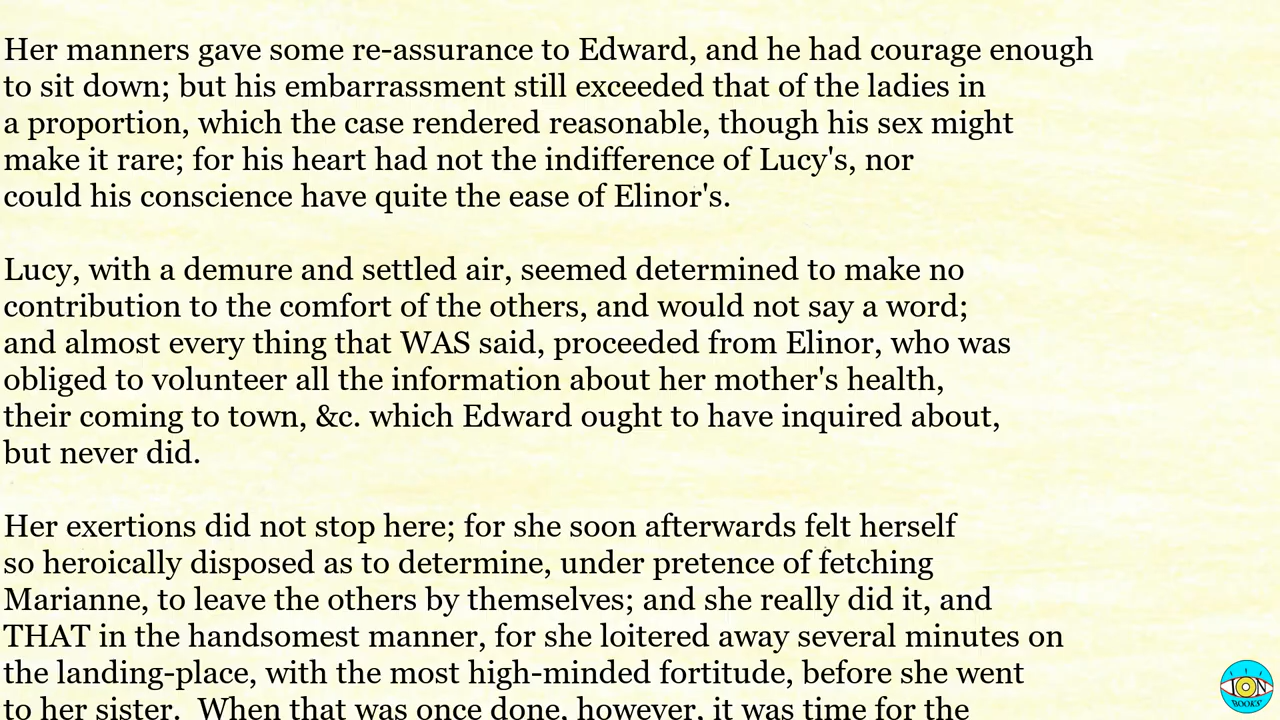 Her manners gave some re-assurance to Edward, and he had courage enough
to sit down; but his embarrassment still exceeded that of the ladies in
a proportion, which the case rendered reasonable, though his sex might
make it rare; for his heart had not the indifference of Lucy's, nor
could his conscience have quite the ease of Elinor's.
Lucy, with a demure and settled air, seemed determined to make no
contribution to the comfort of the others, and would not say a word;
and almost every thing that WAS said, proceeded from Elinor, who was
obliged to volunteer all the information about her mother's health,
their coming to town, &c. which Edward ought to have inquired about,
but never did.
Her exertions did not stop here; for she soon afterwards felt herself
so heroically disposed as to determine, under pretence of fetching
Marianne, to leave the others by themselves; and she really did it, and
THAT in the handsomest manner, for she loitered away several minutes on
the landing-place, with the most high-minded fortitude, before she went
to her sister.  When that was once done, however, it was time for the
ION
BOOKS